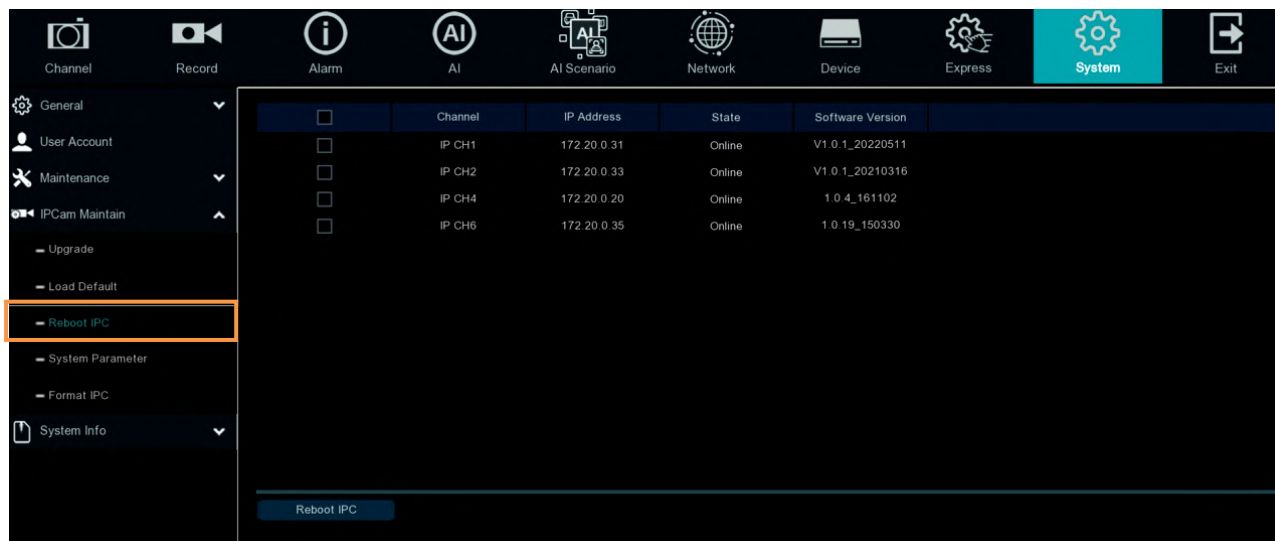 Channel Record Alarm AI AI Scenario Network Device Express System Exit
General
User Account
Maintenance
IPCam Maintain
Upgrade
Load Default
Reboot IPC
System Parameter
Format IPC
System Info
Channel IP Address State Software Version
IP CH1 172.20.0.31 Online V1.0.1_20220511
IP CH2 172.20.0.33 Online V1.0.1_20210316
IP CH4 172.20.0.20 Online 1.0.4_161102
IP CH6 172.20.0.35 Online 1.0.19_150330
Reboot IPC